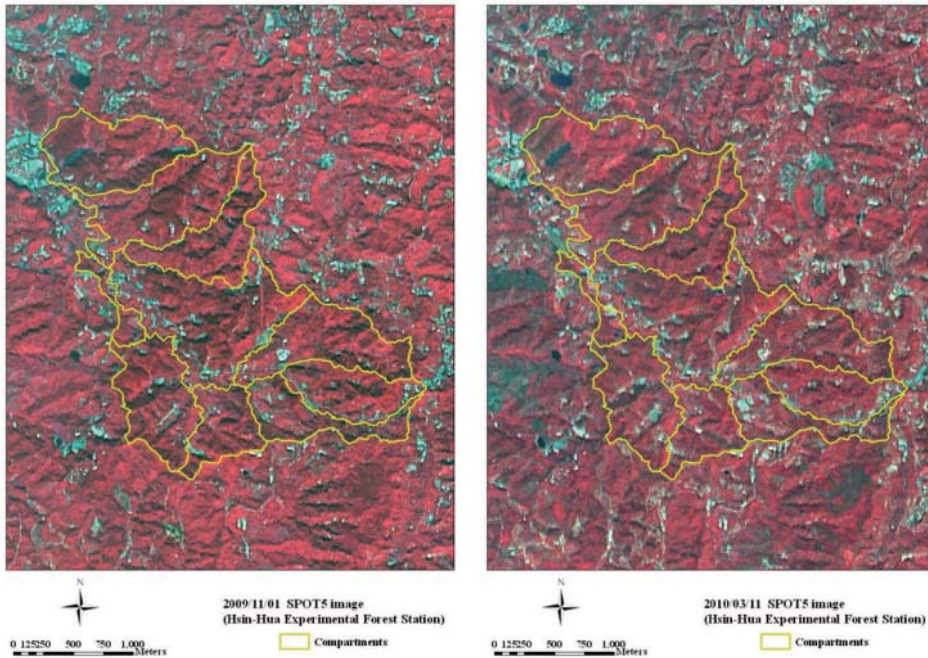 N
2009/11/01 SPOT5 image
(Hsin-Hua Experimental Forest Station)
Compartments
0 125250 500 750 1,000
Meters
N
2010/03/11 SPOT5 image
(Hsin-Hua Experimental Forest Station)
Compartments
0 125250 500 750 1,000
Meters